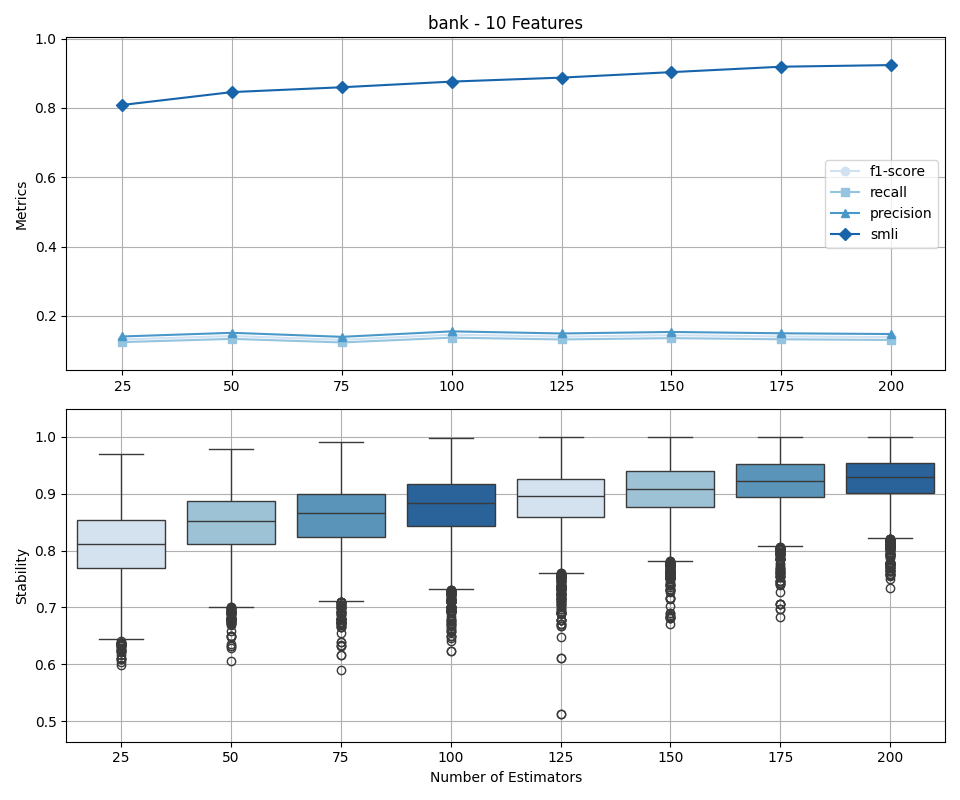 bank - 10 Features
1.0
0.8
0.6
0.4
0.2
Metrics
f1-score
recall
precision
smli
25 50 75 100 125 150 175 200
1.0
0.9
0.8
0.7
0.6
0.5
Stability
25 50 75 100 125 150 175 200
Number of Estimators